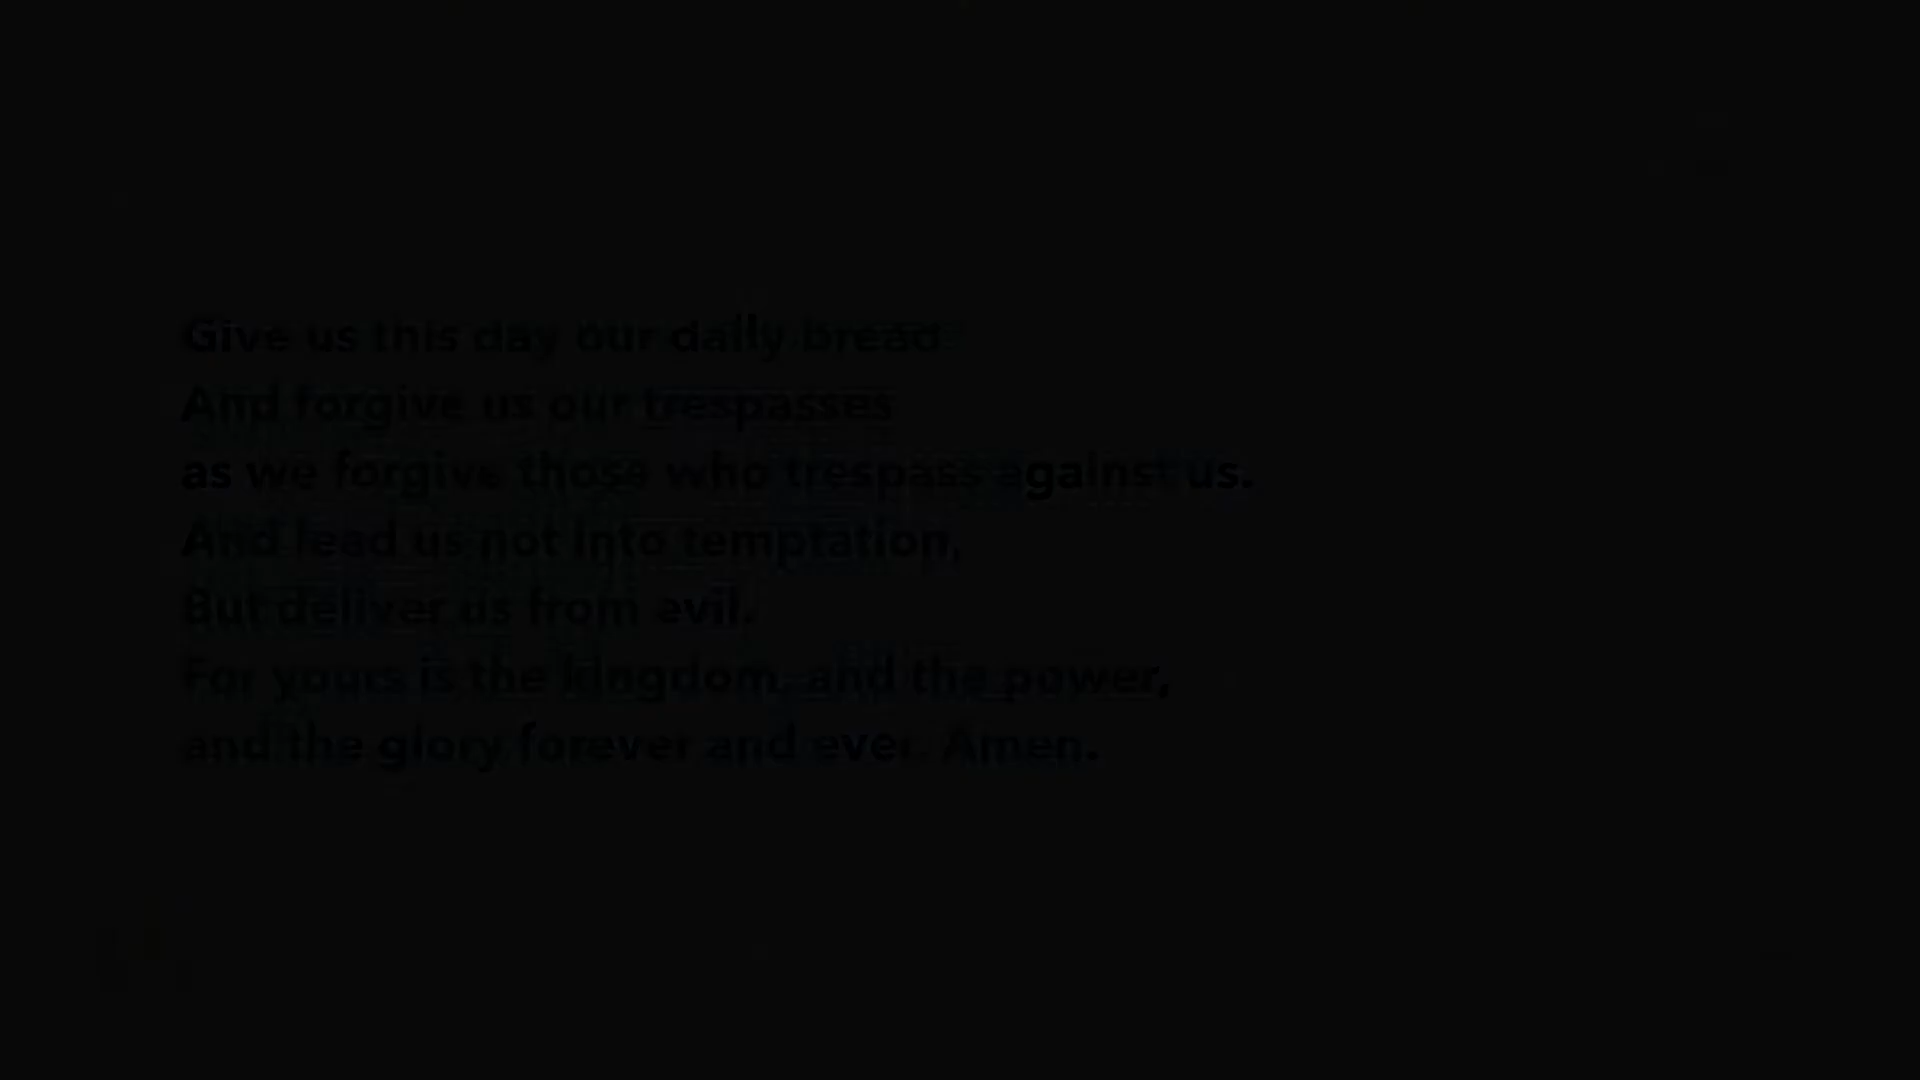 Give us this day our daily bread
And forgive us our trespasses
as we forgive those who trespass against us.
And lead us not into temptation,
But deliver us from evil.
For yours is the kingdom, and the power,
and the glory forever and ever. Amen.